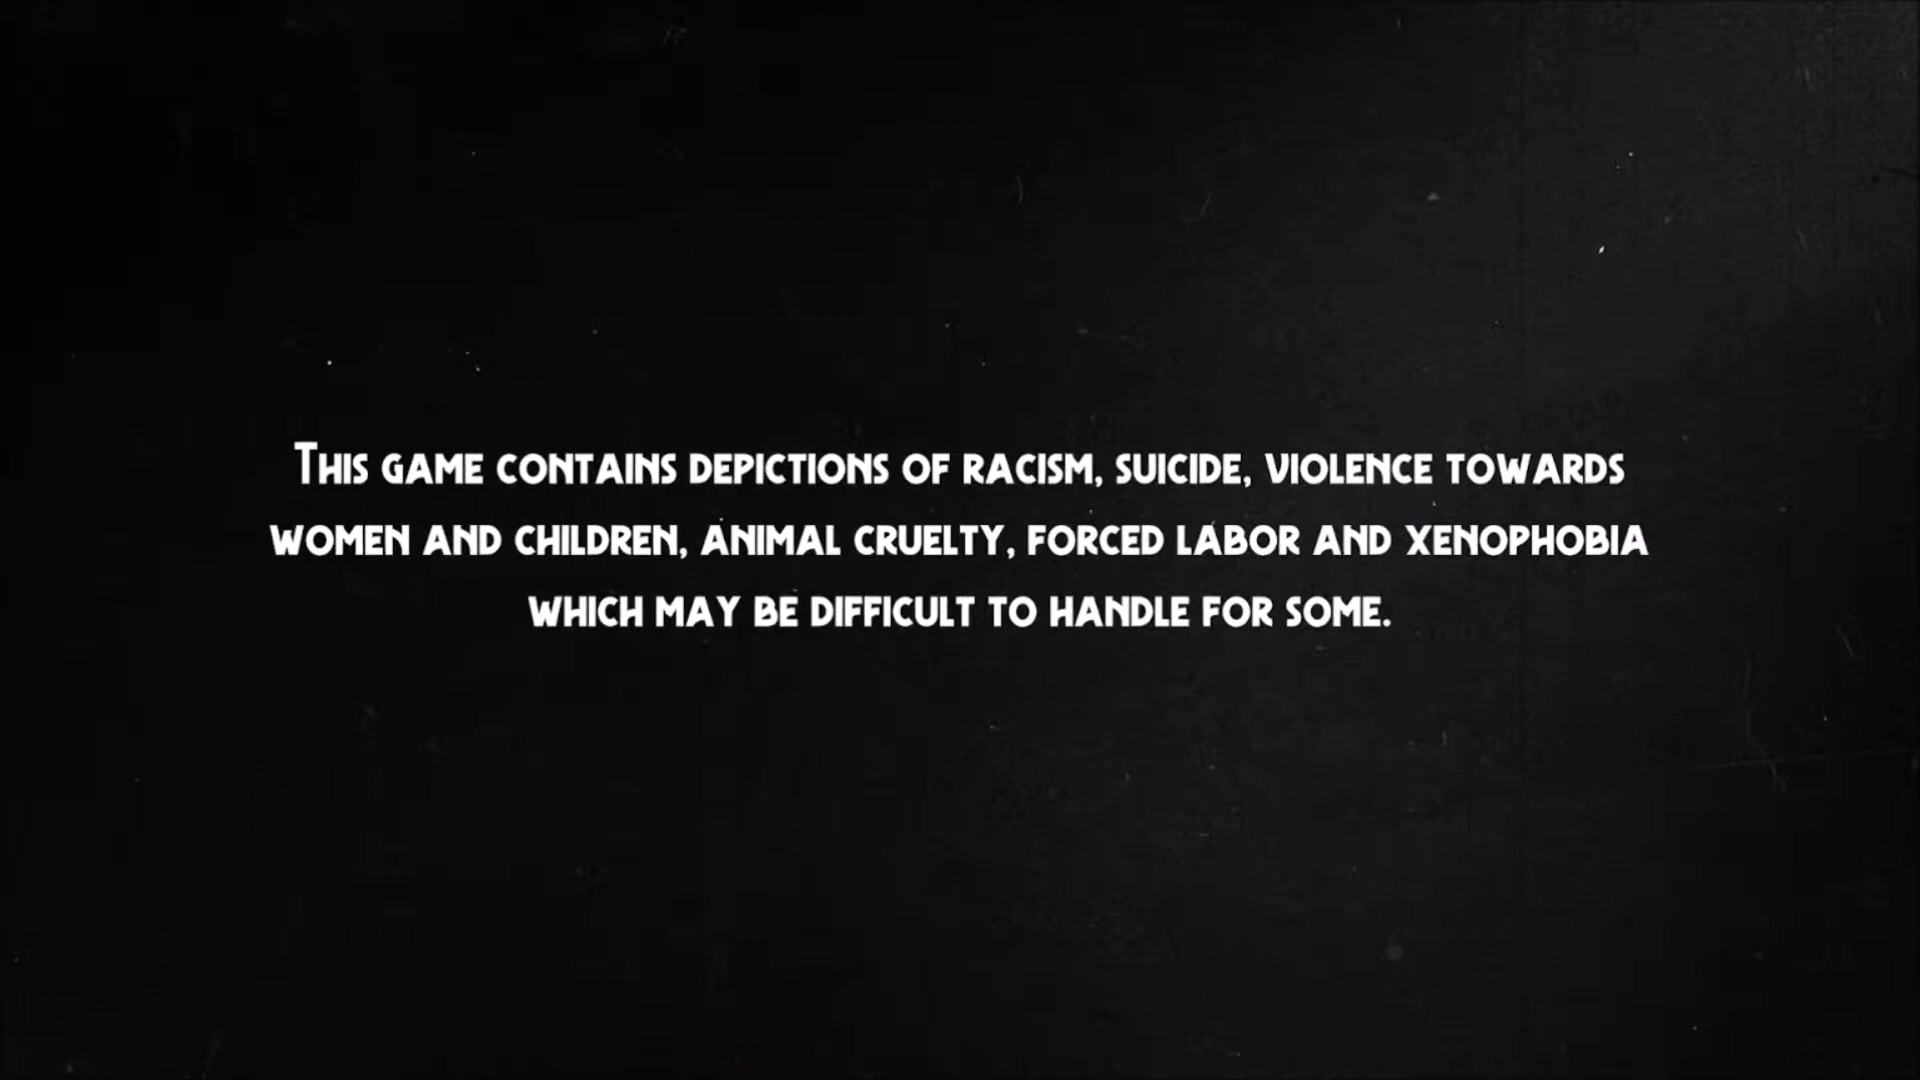 This game contains depictions of racism, suicide, violence towards
women and children, animal cruelty, forced labor and xenophobia
which may be difficult to handle for some.